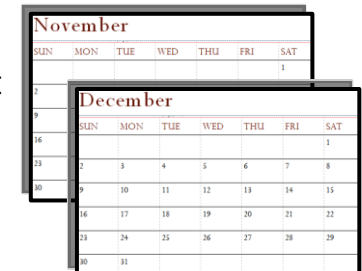 November
SUN MON TUE WED THU FRI SAT
1
2
9
16
23
30
December
SUN MON TUE WED THU FRI SAT
1
2 3 4 5 6 7 8
9 10 11 12 13 14 15
16 17 18 19 20 21 22
23 24 25 26 27 28 29
30 31